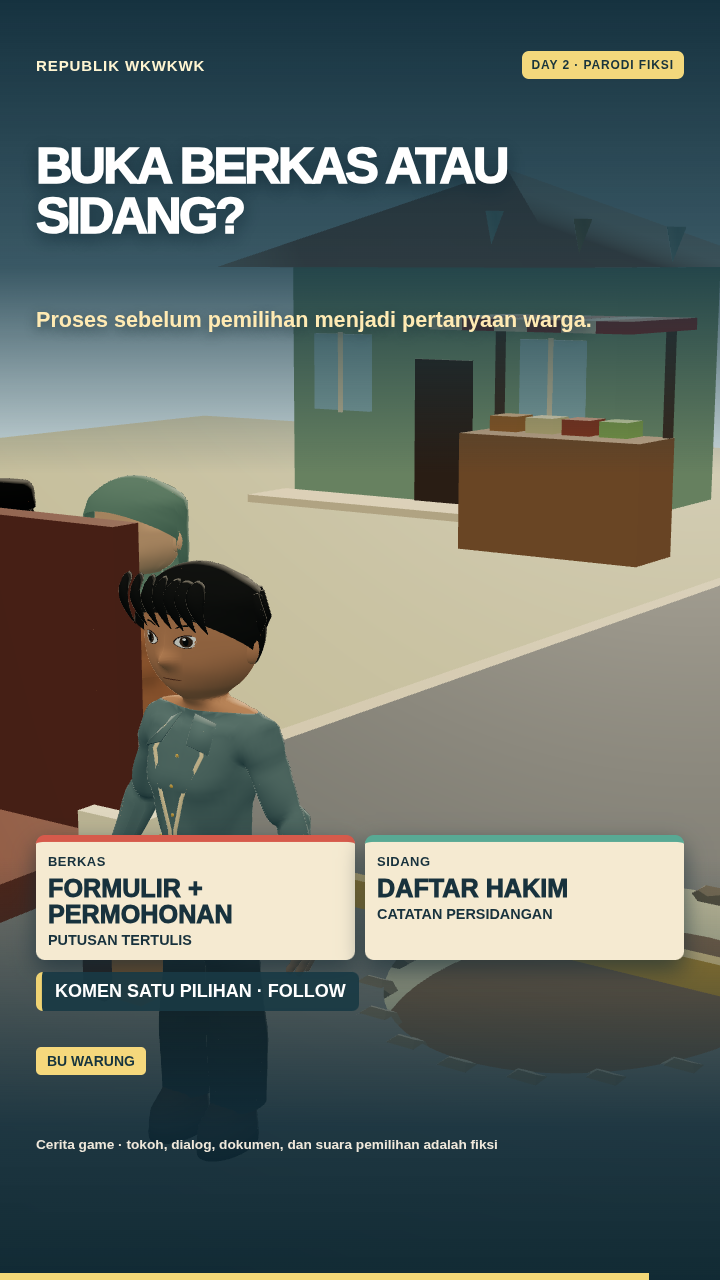 REPUBLIK WKWKWK
DAY 2 · PARODI FIKSI
BUKA BERKAS ATAU
SIDANG?
Proses sebelum pemilihan menjadi pertanyaan warga.
BERKAS
FORMULIR +
PERMOHONAN
PUTUSAN TERTULIS
SIDANG
DAFTAR HAKIM
CATATAN PERSIDANGAN
KOMEN SATU PILIHAN · FOLLOW
BU WARUNG
Cerita game · tokoh, dialog, dokumen, dan suara pemilihan adalah fiksi